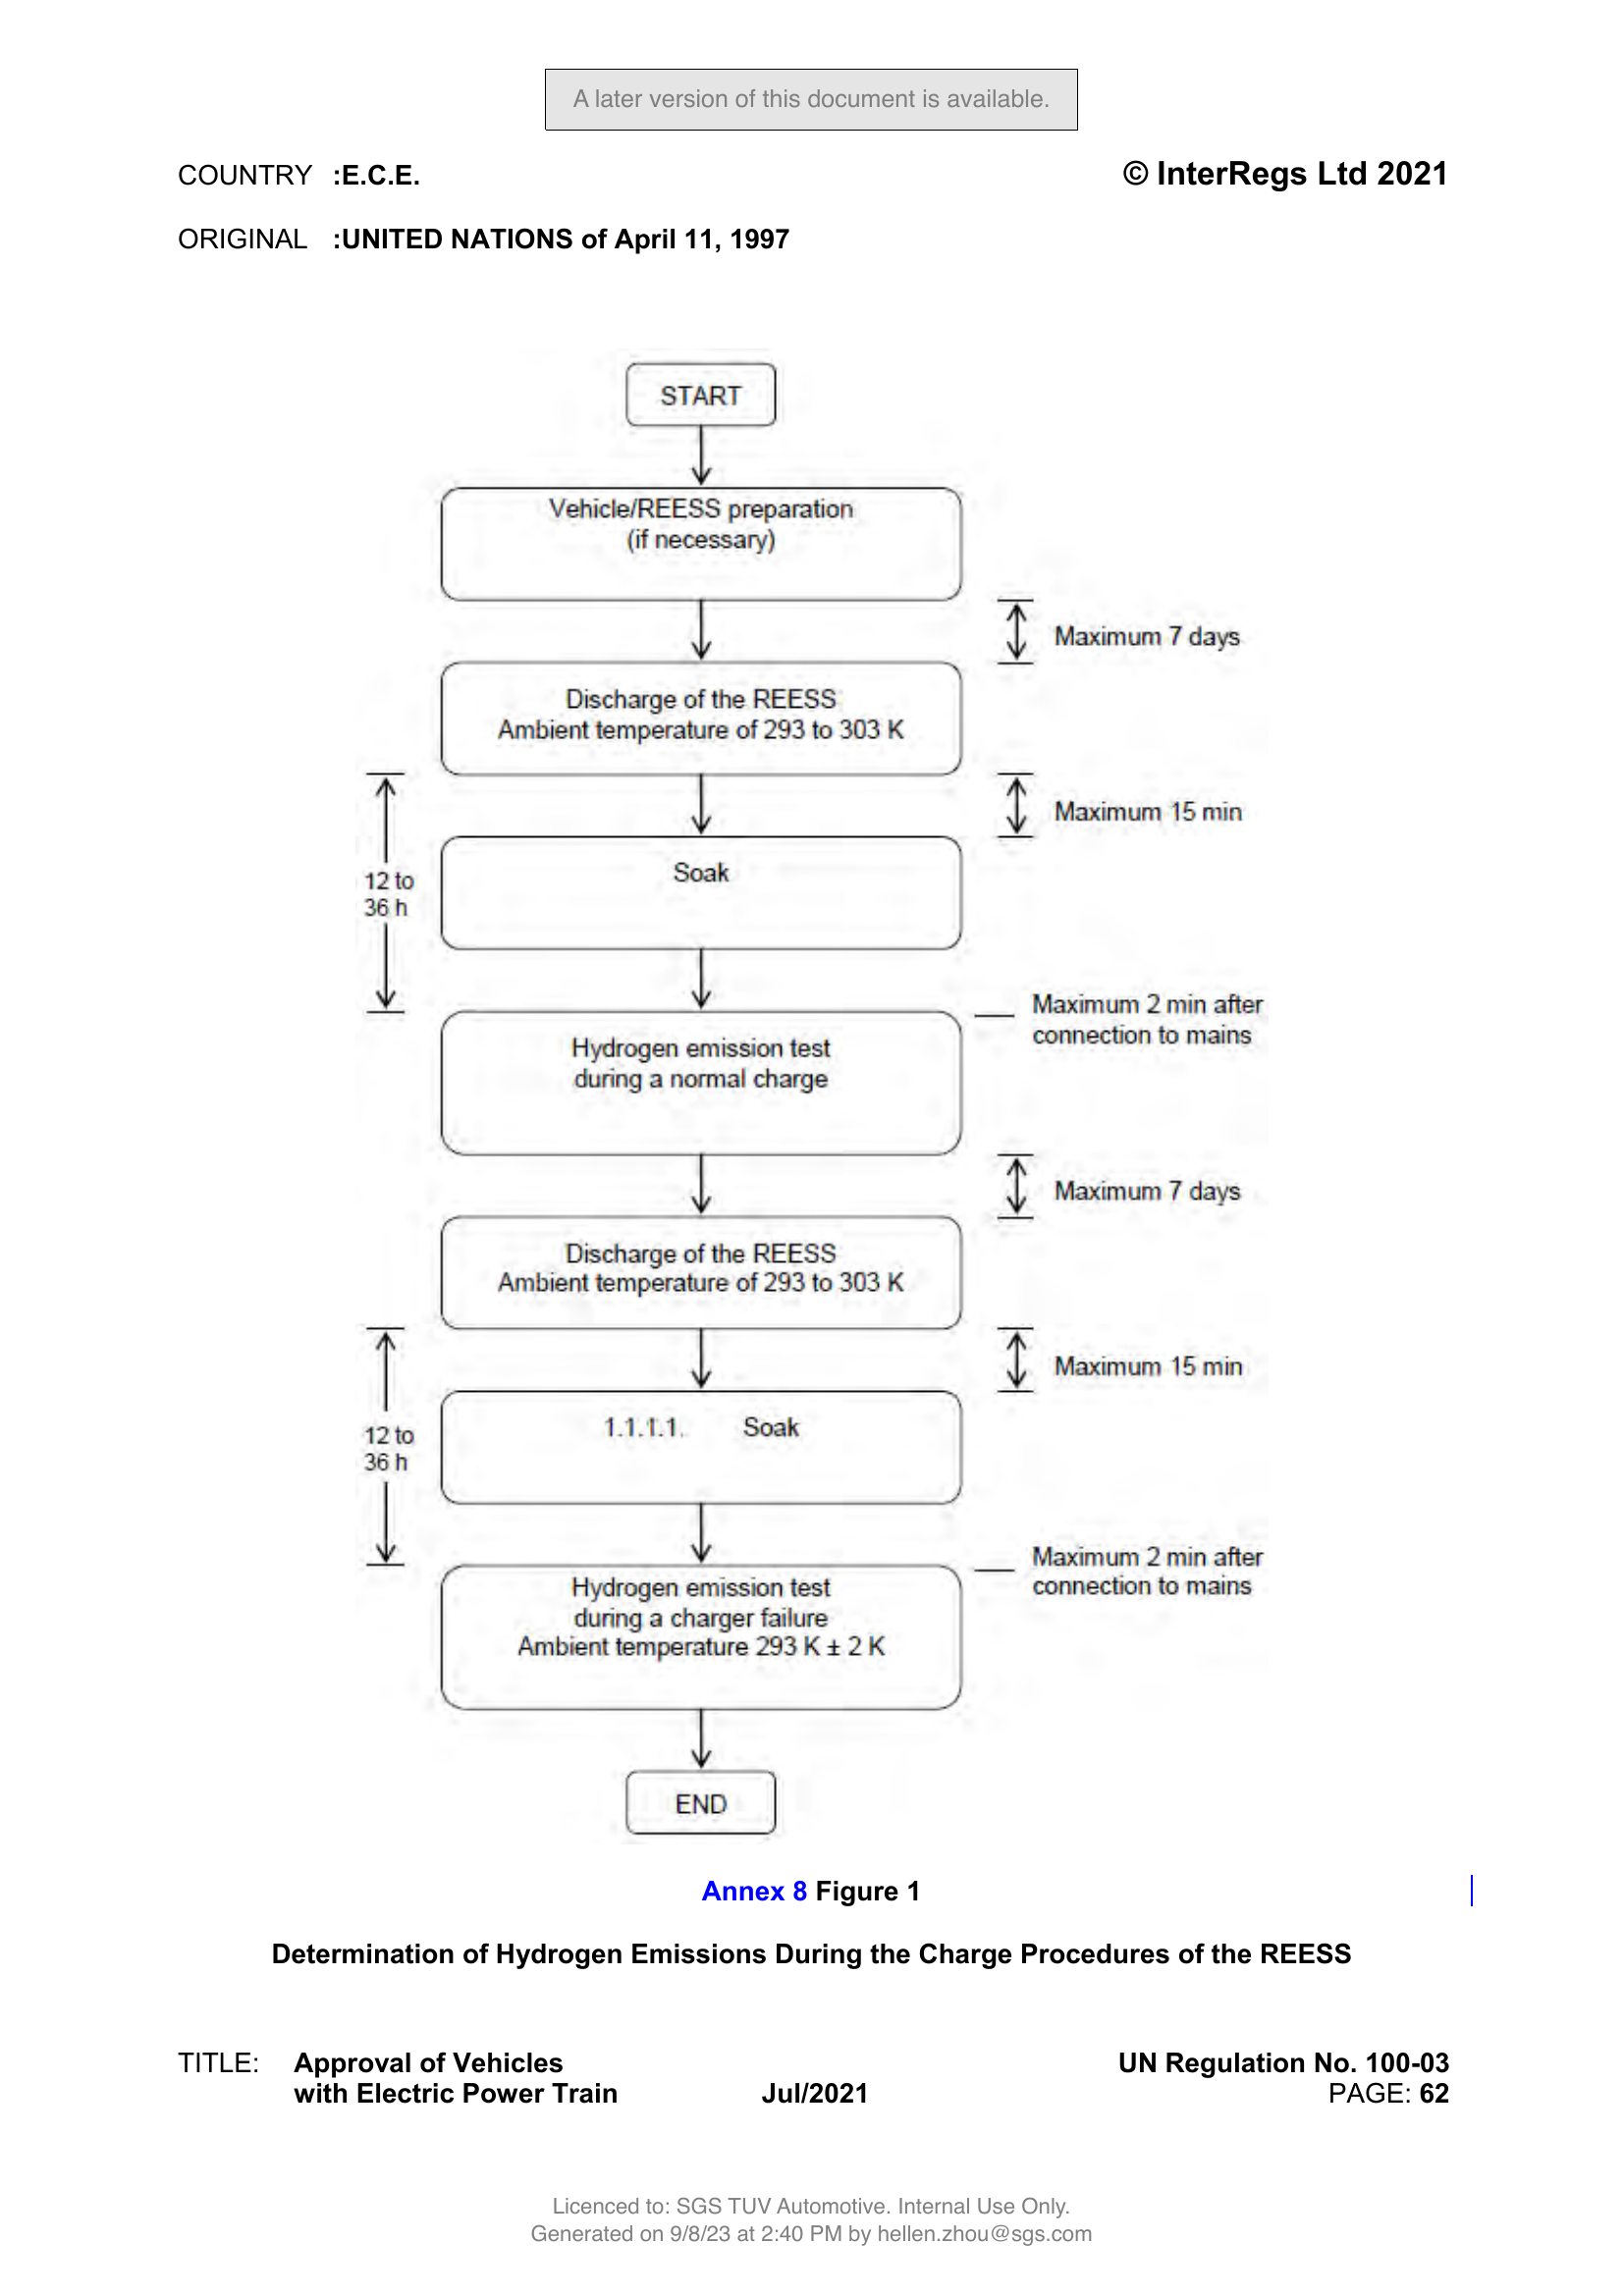 A later version of this document is available.
COUNTRY :E.C.E.
© InterRegs Ltd 2021
ORIGINAL :UNITED NATIONS of April 11, 1997
START
Vehicle/REESS preparation
(if necessary)
Maximum 7 days
Discharge of the REESS
Ambient temperature of 293 to 303 K
Maximum 15 min
12 to
36 h
Soak
Maximum 2 min after
connection to mains
Hydrogen emission test
during a normal charge
Maximum 7 days
Discharge of the REESS
Ambient temperature of 293 to 303 K
Maximum 15 min
12 to
36 h
1.1.1.1. Soak
Maximum 2 min after
connection to mains
Hydrogen emission test
during a charger failure
Ambient temperature 293 K ± 2 K
END
Annex 8 Figure 1
Determination of Hydrogen Emissions During the Charge Procedures of the REESS
TITLE: Approval of Vehicles
with Electric Power Train
Jul/2021
UN Regulation No. 100-03
PAGE: 62
Licenced to: SGS TUV Automotive. Internal Use Only.
Generated on 9/8/23 at 2:40 PM by hellen.zhou@sgs.com